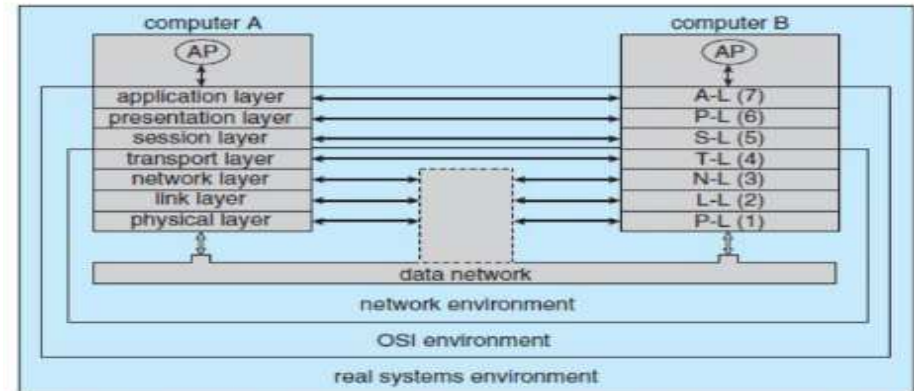 computer A
computer B
AP
AP
application layer
A-L (7)
presentation layer
P-L (6)
session layer
S-L (5)
transport layer
T-L (4)
network layer
N-L (3)
link layer
L-L (2)
physical layer
P-L (1)
data network
network environment
OSI environment
real systems environment